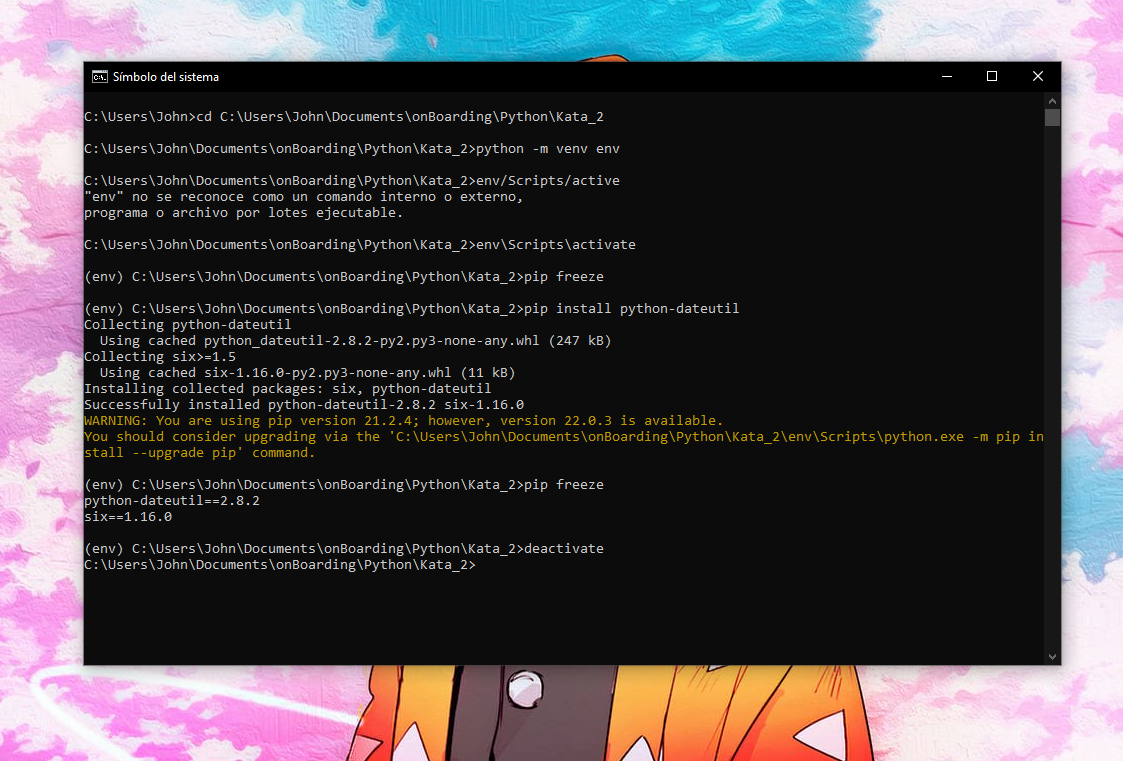 Símbolo del sistema
C:\Users\John>cd C:\Users\John\Documents\onBoarding\Python\Kata_2
C:\Users\John\Documents\onBoarding\Python\Kata_2>python -m venv env
C:\Users\John\Documents\onBoarding\Python\Kata_2>env/Scripts/active
"env" no se reconoce como un comando interno o externo,
programa o archivo por lotes ejecutable.
C:\Users\John\Documents\onBoarding\Python\Kata_2>env\Scripts\activate
(env) C:\Users\John\Documents\onBoarding\Python\Kata_2>pip freeze
(env) C:\Users\John\Documents\onBoarding\Python\Kata_2>pip install python-dateutil
Collecting python-dateutil
  Using cached python_dateutil-2.8.2-py2.py3-none-any.whl (247 kB)
Collecting six>=1.5
  Using cached six-1.16.0-py2.py3-none-any.whl (11 kB)
Installing collected packages: six, python-dateutil
Successfully installed python-dateutil-2.8.2 six-1.16.0
WARNING: You are using pip version 21.2.4; however, version 22.0.3 is available.
You should consider upgrading via the 'C:\Users\John\Documents\onBoarding\Python\Kata_2\env\Scripts\python.exe -m pip in
stall --upgrade pip' command.
(env) C:\Users\John\Documents\onBoarding\Python\Kata_2>pip freeze
python-dateutil==2.8.2
six==1.16.0
(env) C:\Users\John\Documents\onBoarding\Python\Kata_2>deactivate
C:\Users\John\Documents\onBoarding\Python\Kata_2>